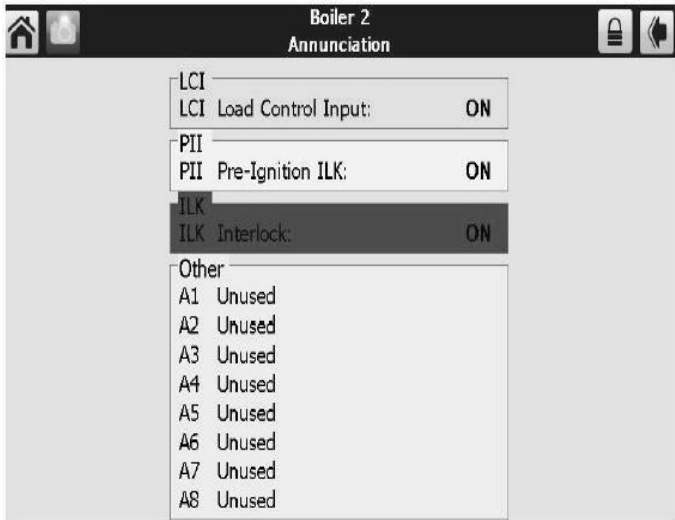 Boiler 2
Annunciation
LCI
LCI Load Control Input: ON
PII
PII Pre-Ignition ILK: ON
ILK
ILK Interlock: ON
Other
A1 Unused
A2 Unused
A3 Unused
A4 Unused
A5 Unused
A6 Unused
A7 Unused
A8 Unused